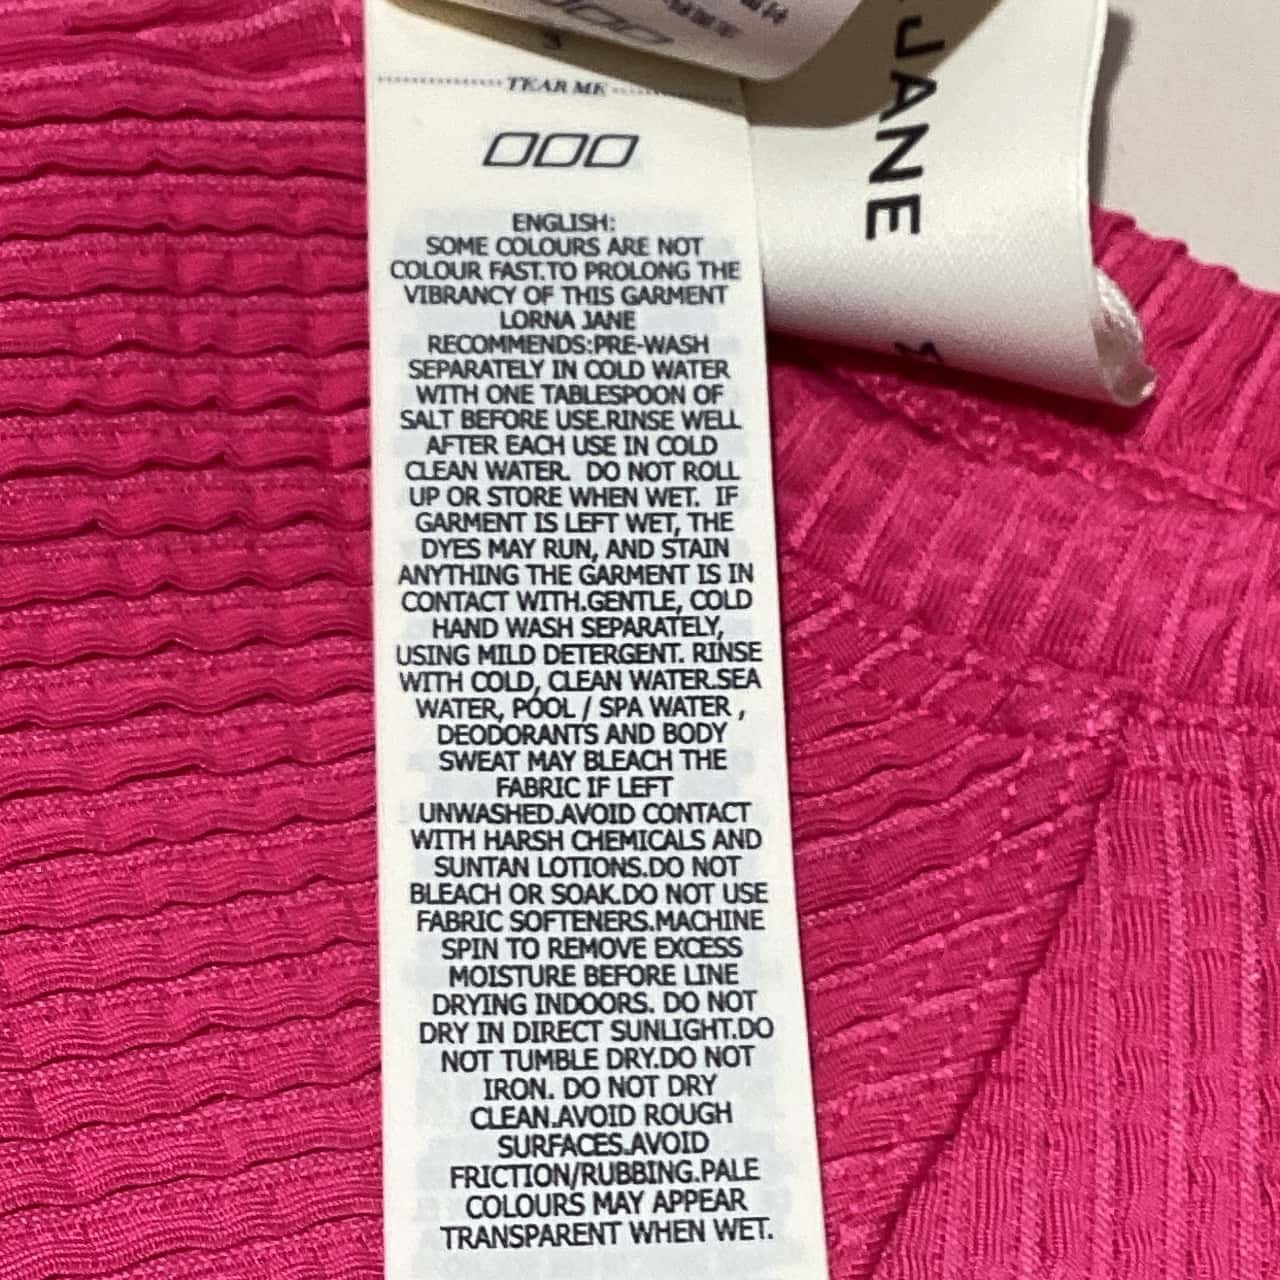 TEAR ME
ENGLISH:
SOME COLOURS ARE NOT
COLOUR FAST.TO PROLONG THE
VIBRANCY OF THIS GARMENT
LORNA JANE
RECOMMENDS:PRE-WASH
SEPARATELY IN COLD WATER
WITH ONE TABLESPOON OF
SALT BEFORE USE.RINSE WELL
AFTER EACH USE IN COLD
CLEAN WATER.  DO NOT ROLL
UP OR STORE WHEN WET.  IF
GARMENT IS LEFT WET, THE
DYES MAY RUN, AND STAIN
ANYTHING THE GARMENT IS IN
CONTACT WITH.GENTLE, COLD
HAND WASH SEPARATELY,
USING MILD DETERGENT. RINSE
WITH COLD, CLEAN WATER.SEA
WATER, POOL / SPA WATER ,
DEODORANTS AND BODY
SWEAT MAY BLEACH THE
FABRIC IF LEFT
UNWASHED.AVOID CONTACT
WITH HARSH CHEMICALS AND
SUNTAN LOTIONS.DO NOT
BLEACH OR SOAK.DO NOT USE
FABRIC SOFTENERS.MACHINE
SPIN TO REMOVE EXCESS
MOISTURE BEFORE LINE
DRYING INDOORS. DO NOT
DRY IN DIRECT SUNLIGHT.DO
NOT TUMBLE DRY.DO NOT
IRON. DO NOT DRY
CLEAN.AVOID ROUGH
SURFACES.AVOID
FRICTION/RUBBING.PALE
COLOURS MAY APPEAR
TRANSPARENT WHEN WET.
JANE